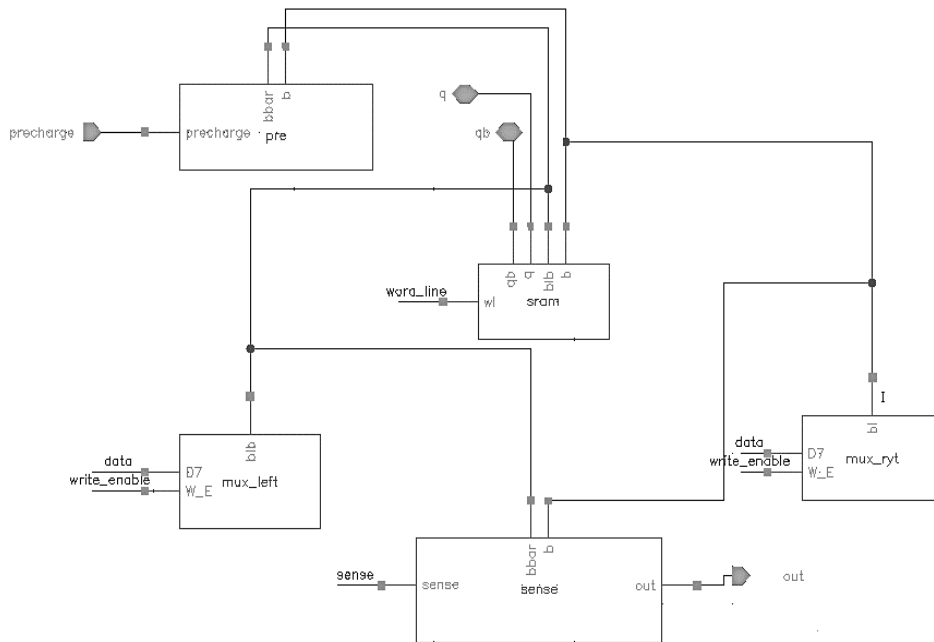 bbar
b
precharge
precharge
pre
q
qb
qb
q
blb
b
word_line
wl
sram
blb
data
D7
write_enable
W_E
mux_left
I
bl
data
D7
write_enable
W_E
mux_ryt
bbar
b
sense
sense
sense
out
out